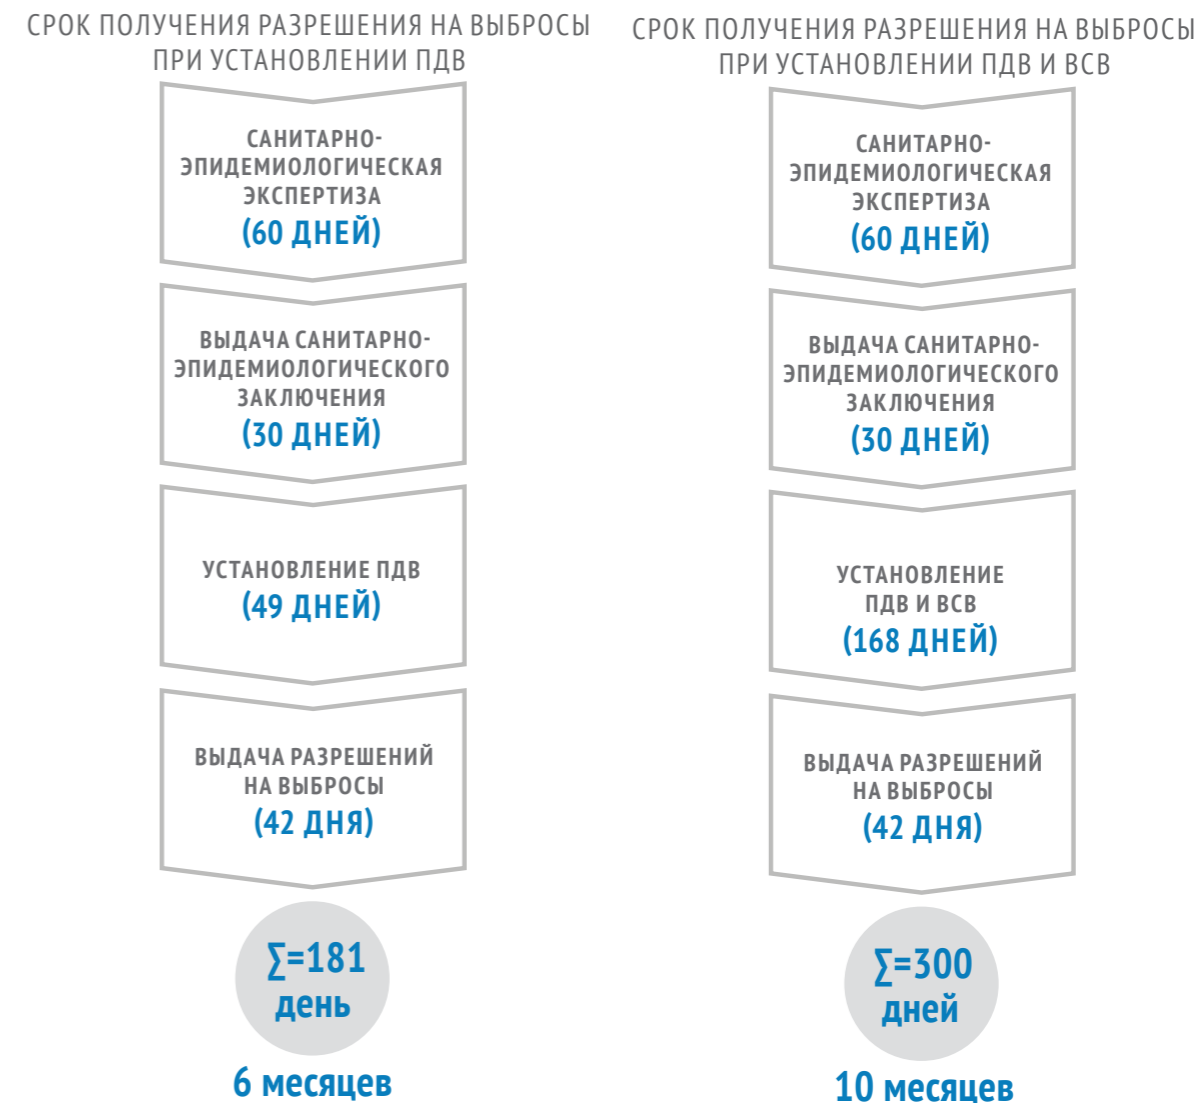 СРОК ПОЛУЧЕНИЯ РАЗРЕШЕНИЯ НА ВЫБРОСЫ
ПРИ УСТАНОВЛЕНИИ ПДВ
САНИТАРНО-
ЭПИДЕМИОЛОГИЧЕСКАЯ
ЭКСПЕРТИЗА
(60 ДНЕЙ)
ВЫДАЧА САНИТАРНО-
ЭПИДЕМИОЛОГИЧЕСКОГО
ЗАКЛЮЧЕНИЯ
(30 ДНЕЙ)
УСТАНОВЛЕНИЕ ПДВ
(49 ДНЕЙ)
ВЫДАЧА РАЗРЕШЕНИЙ
НА ВЫБРОСЫ
(42 ДНЯ)
∑=181
день
6 месяцев
СРОК ПОЛУЧЕНИЯ РАЗРЕШЕНИЯ НА ВЫБРОСЫ
ПРИ УСТАНОВЛЕНИИ ПДВ И ВСВ
САНИТАРНО-
ЭПИДЕМИОЛОГИЧЕСКАЯ
ЭКСПЕРТИЗА
(60 ДНЕЙ)
ВЫДАЧА САНИТАРНО-
ЭПИДЕМИОЛОГИЧЕСКОГО
ЗАКЛЮЧЕНИЯ
(30 ДНЕЙ)
УСТАНОВЛЕНИЕ
ПДВ И ВСВ
(168 ДНЕЙ)
ВЫДАЧА РАЗРЕШЕНИЙ
НА ВЫБРОСЫ
(42 ДНЯ)
∑=300
дней
10 месяцев